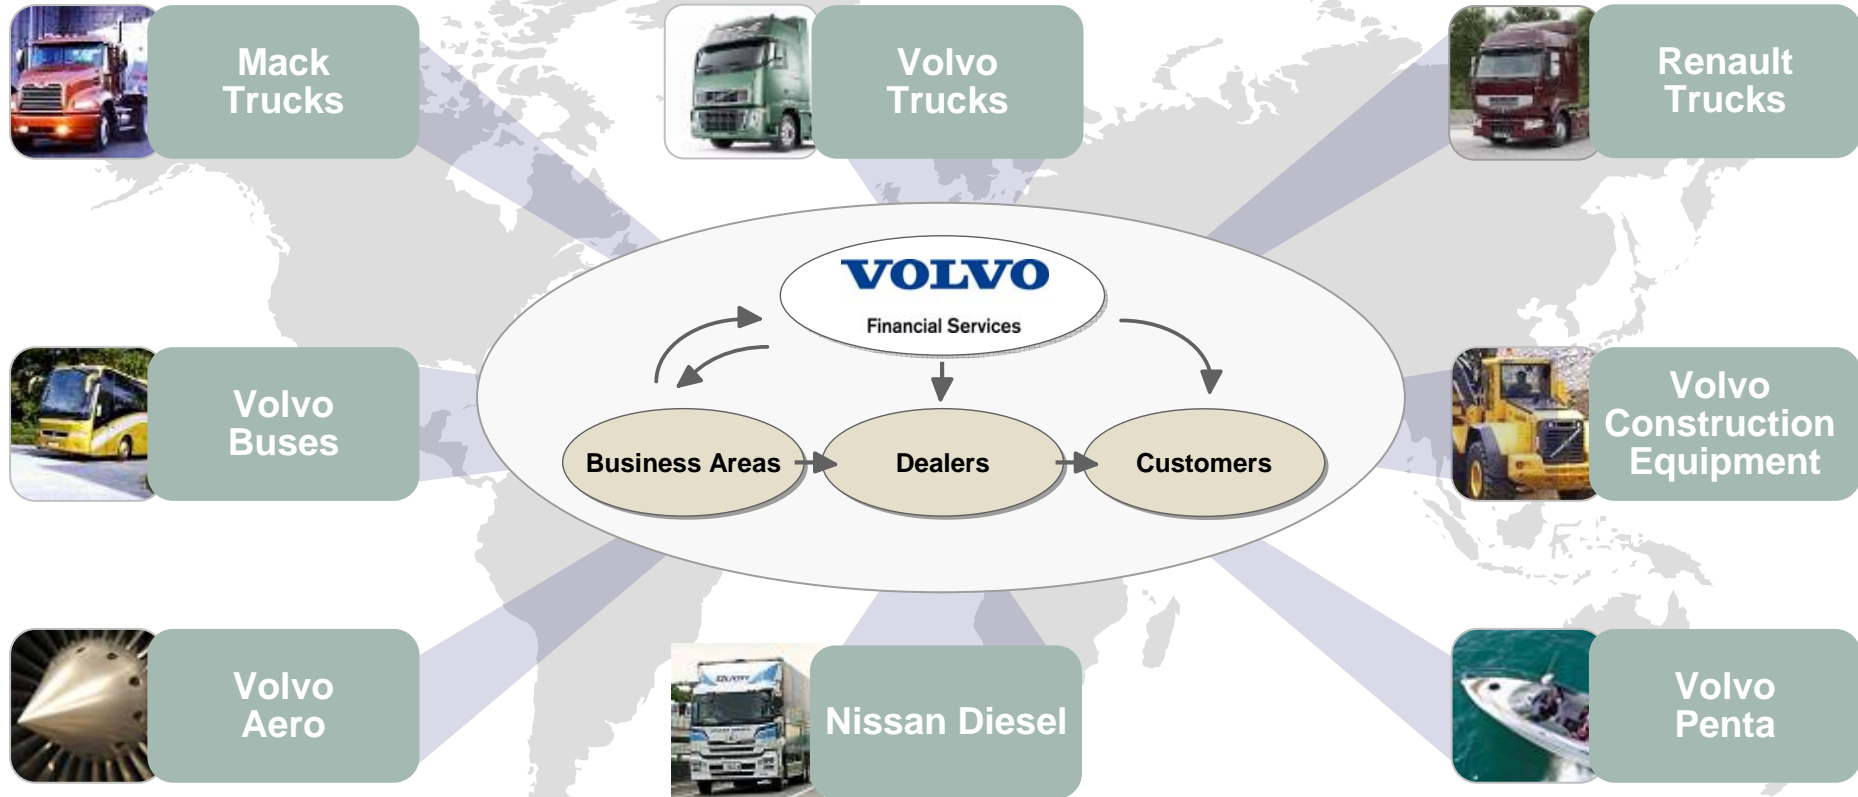 Mack
Trucks
Volvo
Trucks
Renault
Trucks
VOLVO
Financial Services
Volvo
Buses
Business Areas
Dealers
Customers
Volvo
Construction
Equipment
Volvo
Aero
Nissan Diesel
Volvo
Penta